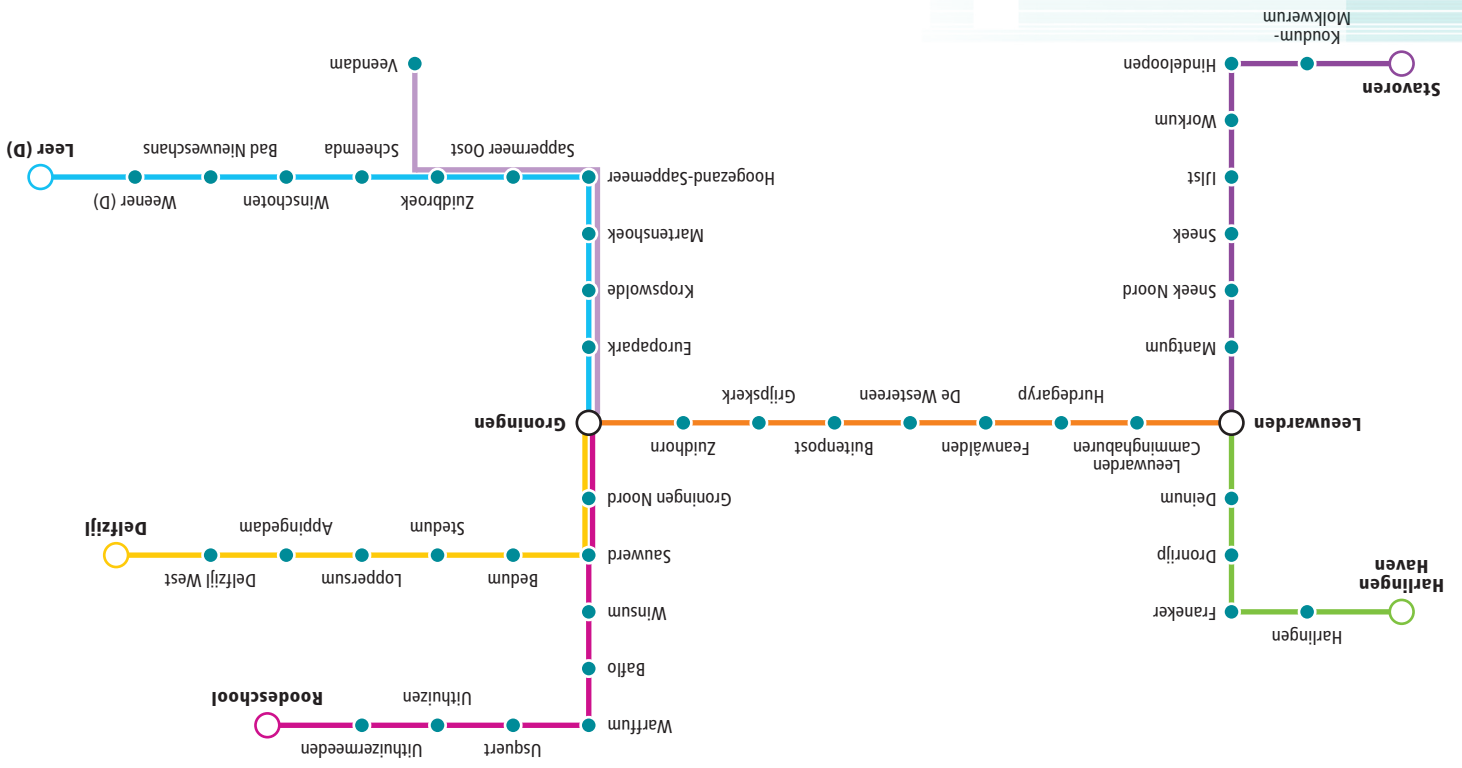 Usquert
Uithuizermeeden
Warffum
Uithuizen
Roodeschool
Baflo
Harlingen
Franeker
Winsum
Harlingen
Haven
Bedum
Loppersum
Delfzijl West
Dronrijp
Sauwerd
Stedum
Appingedam
Delfzijl
Deinum
Groningen Noord
Leeuwarden
Camminghaburen
Feanwâlden
Buitenpost
Zuidhorn
Leeuwarden
Groningen
Hurdegaryp
De Westereen
Grijpskerk
Mantgum
Europapark
Sneek Noord
Kropswolde
Sneek
Martenshoek
Zuidbroek
Winschoten
Weener (D)
IJlst
Hoogezand-Sappemeer
Sappermeer Oost
Scheemda
Bad Nieuweschans
Leer (D)
Workum
Stavoren
Hindeloopen
Veendam
Koudum-
Molkwerum